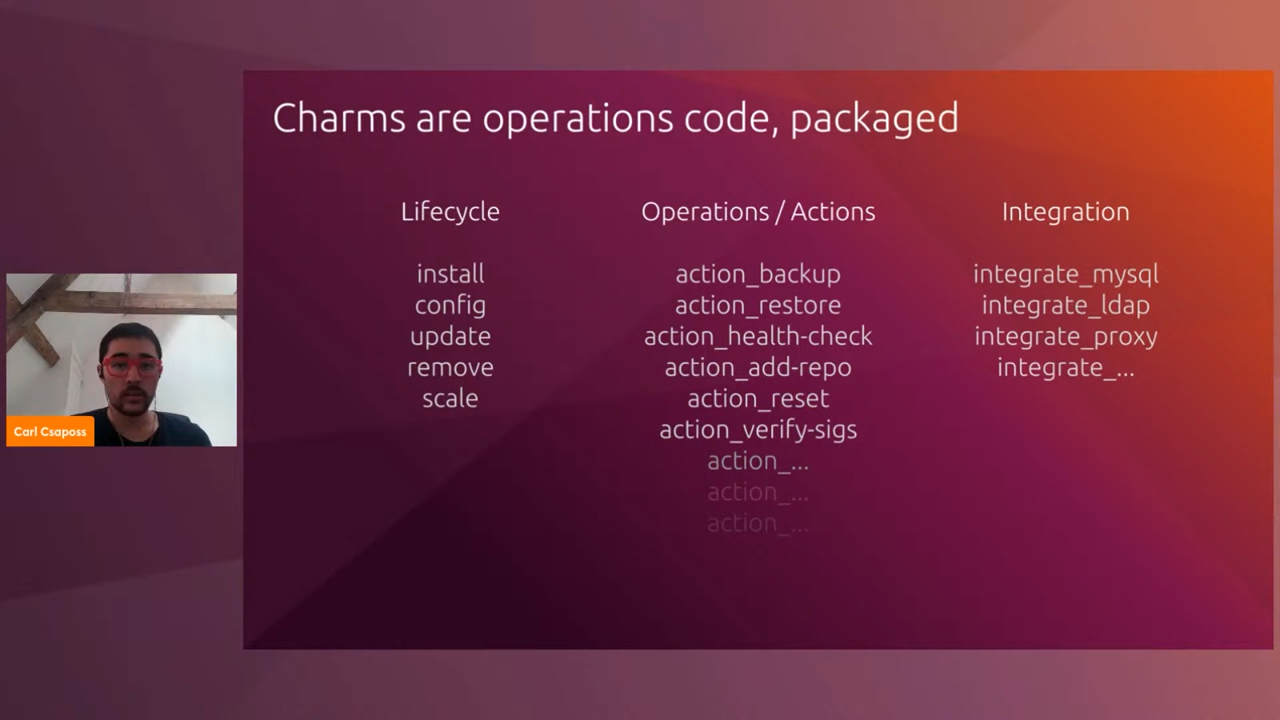 Charms are operations code, packaged
Lifecycle
install
config
update
remove
scale
Operations / Actions
action_backup
action_restore
action_health-check
action_add-repo
action_reset
action_verify-sigs
action_...
action_...
action_...
Integration
integrate_mysql
integrate_ldap
integrate_proxy
integrate_...
Carl Csaposs